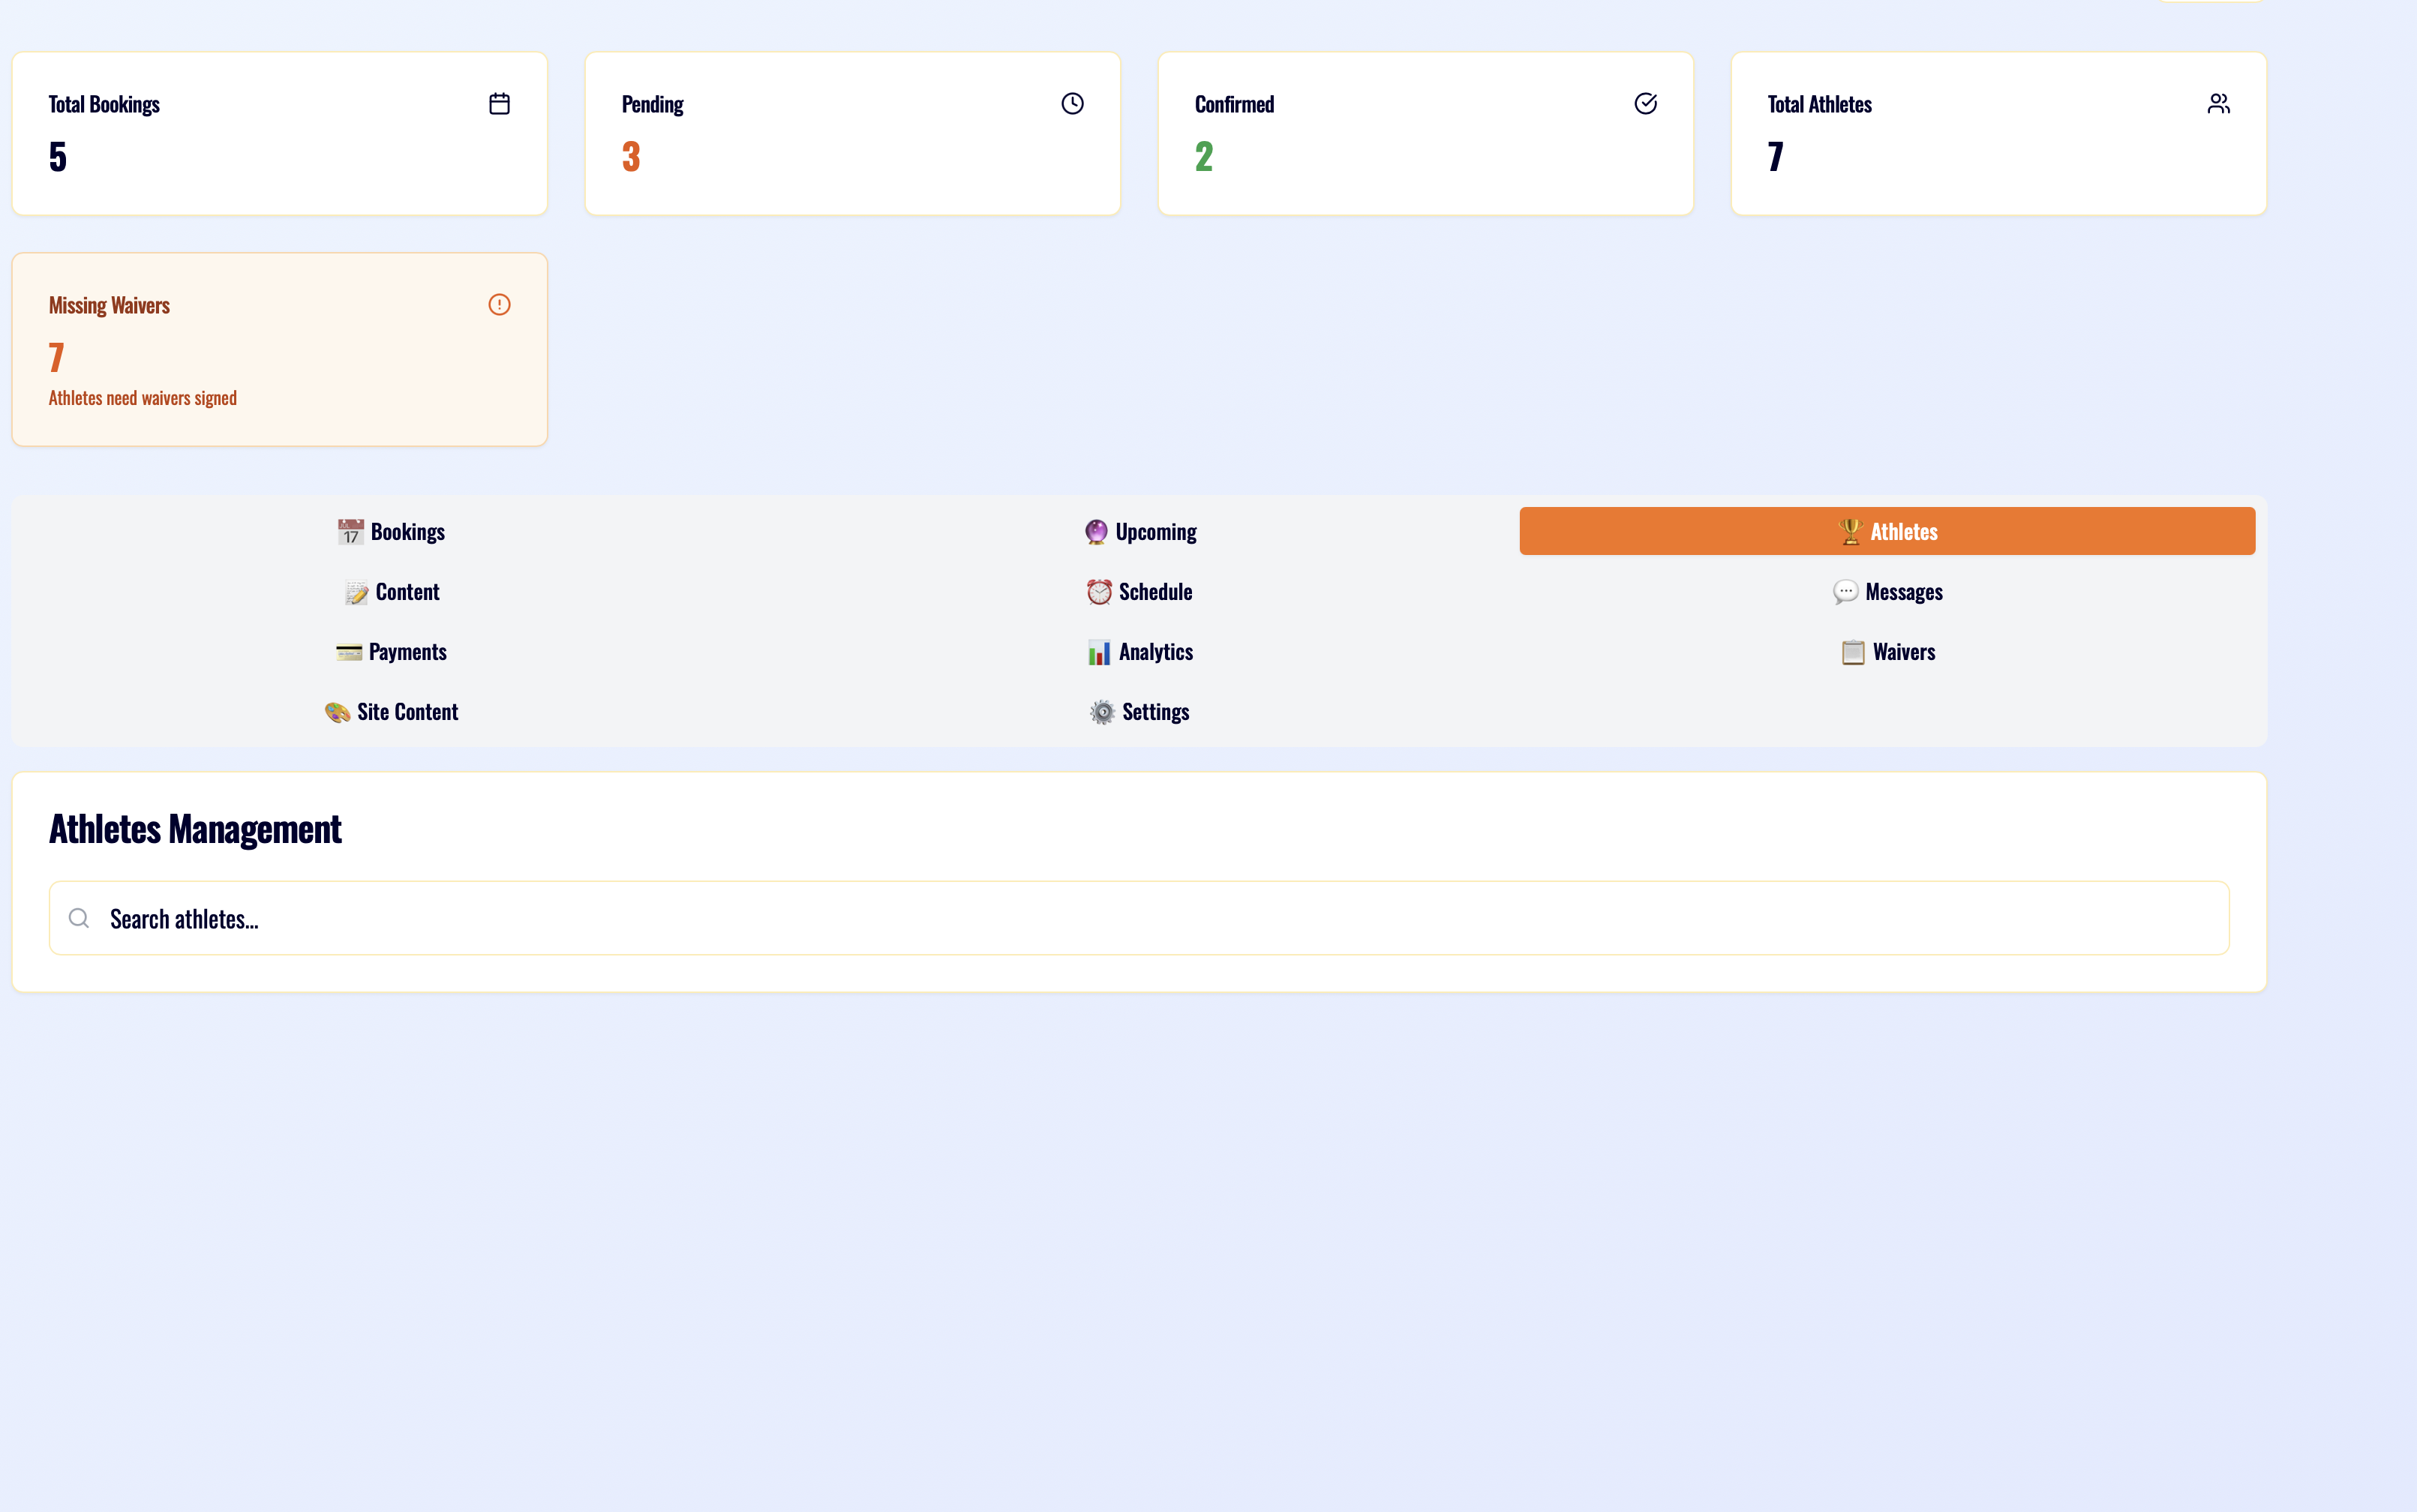 Total Bookings
5
Pending
3
Confirmed
2
Total Athletes
7
Missing Waivers
7
Athletes need waivers signed
17 Bookings
Upcoming
Athletes
Content
Schedule
Messages
Payments
Analytics
Waivers
Site Content
Settings
Athletes Management
Search athletes...